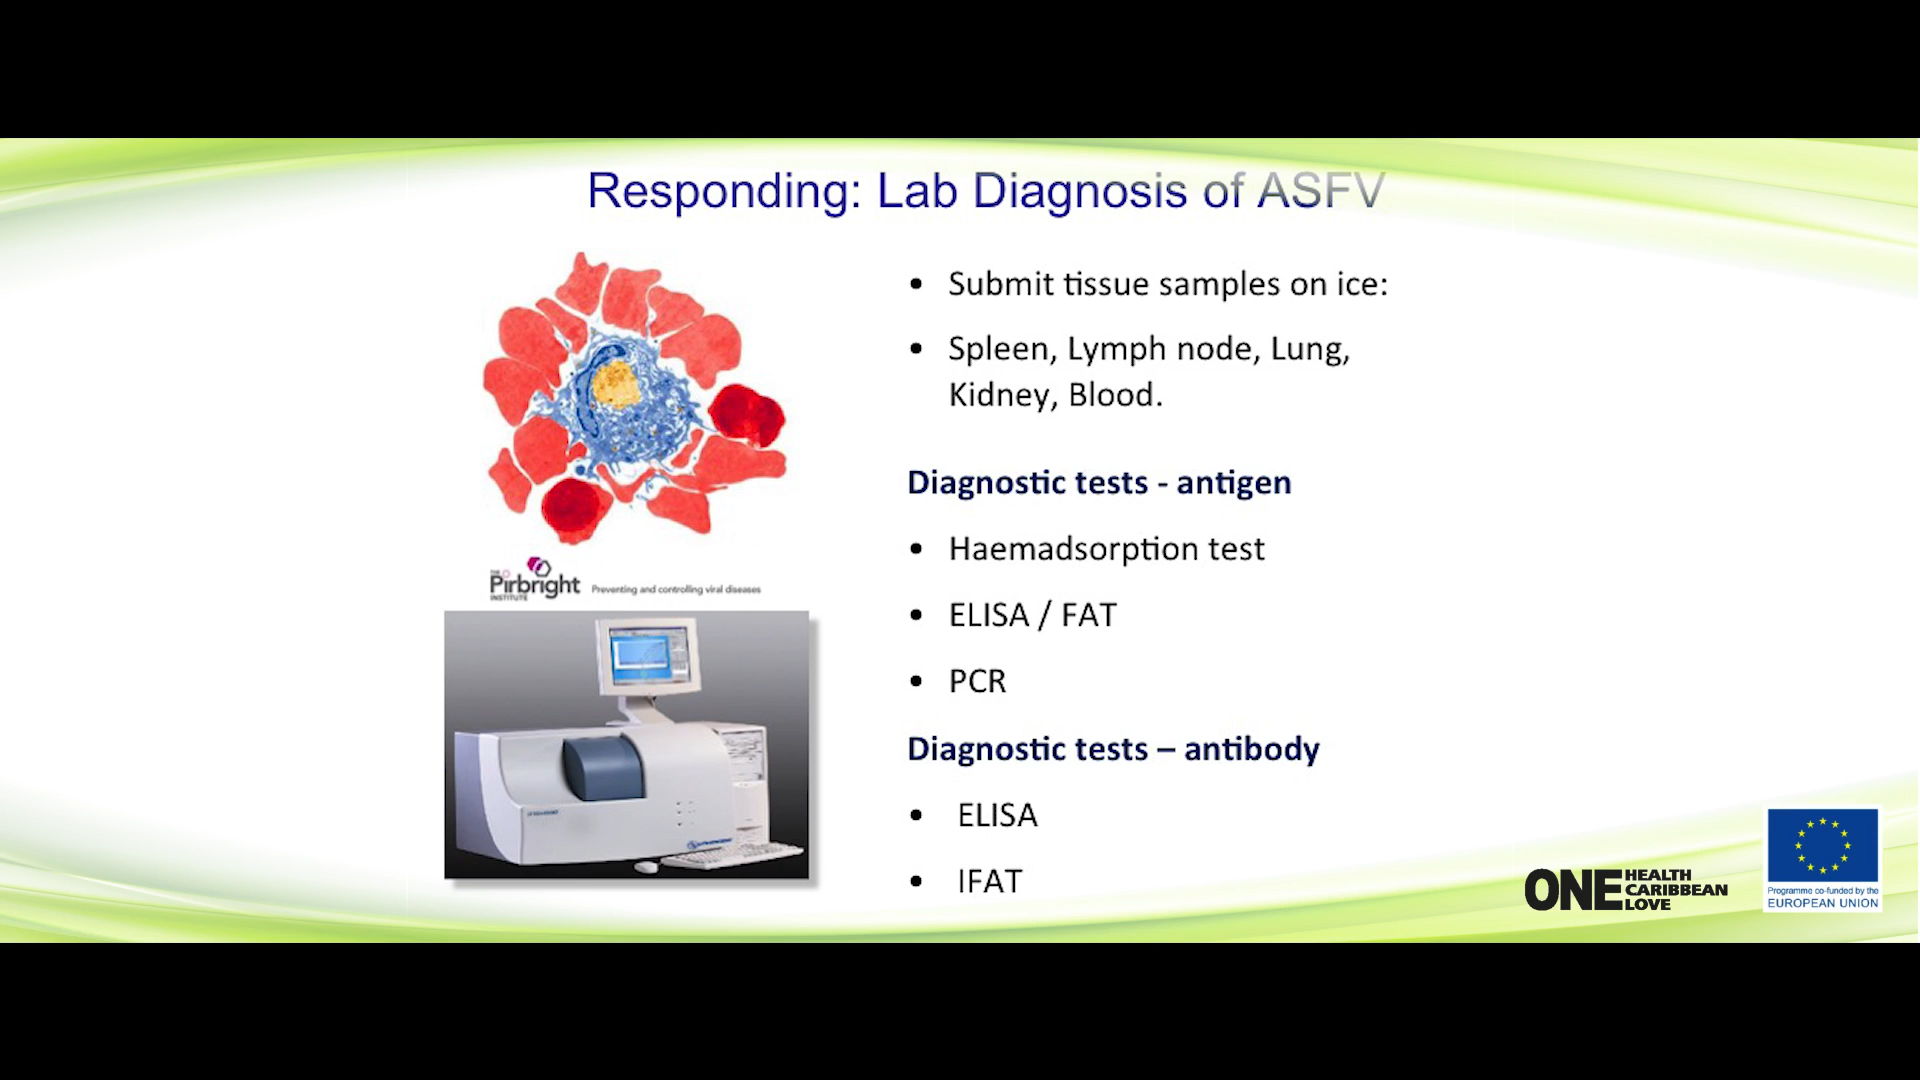 Responding: Lab Diagnosis of ASFV
• Submit tissue samples on ice:
• Spleen, Lymph node, Lung,
Kidney, Blood.
Diagnostic tests - antigen
• Haemadsorption test
• ELISA / FAT
• PCR
Diagnostic tests – antibody
• ELISA
• IFAT
THE
Pirbright
INSTITUTE
Preventing and controlling viral diseases
ONE HEALTH
CARIBBEAN
LOVE
Programme co-funded by the
EUROPEAN UNION